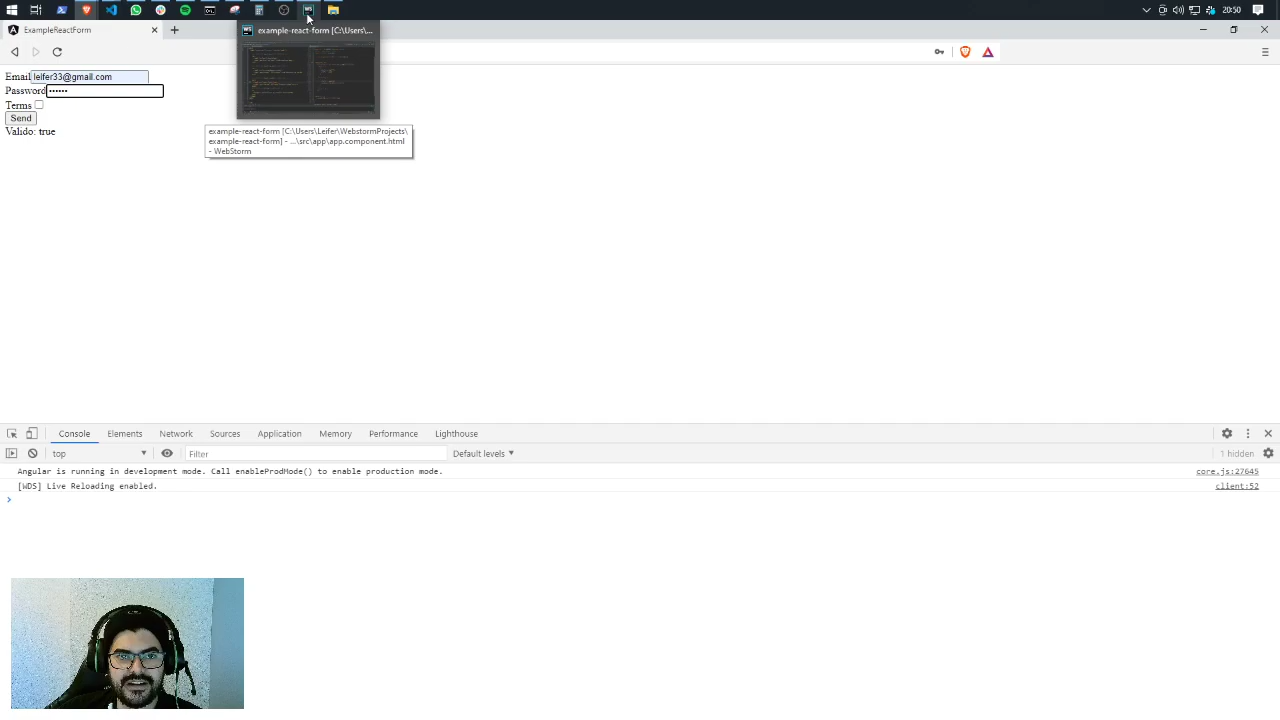 20:50
ExampleReactForm
example-react-form [C:\Users\...
Email leifer33@gmail.com
Password ••••••
Terms
Send
Valido: true
example-react-form [C:\Users\Leifer\WebstormProjects\
example-react-form] - ...\src\app\app.component.html
- WebStorm
Console Elements Network Sources Application Memory Performance Lighthouse
top Filter Default levels 1 hidden
Angular is running in development mode. Call enableProdMode() to enable production mode. core.js:27645
[WDS] Live Reloading enabled. client:52